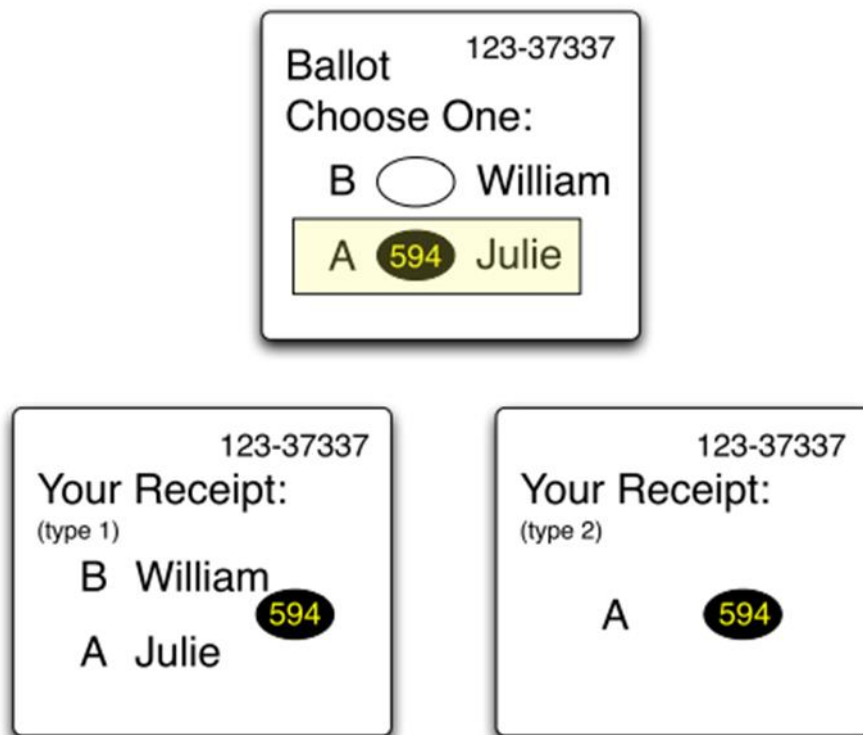 Ballot 123-37337
Choose One:
B William
A 594 Julie
123-37337
Your Receipt:
(type 1)
B William
594
A Julie
123-37337
Your Receipt:
(type 2)
A 594